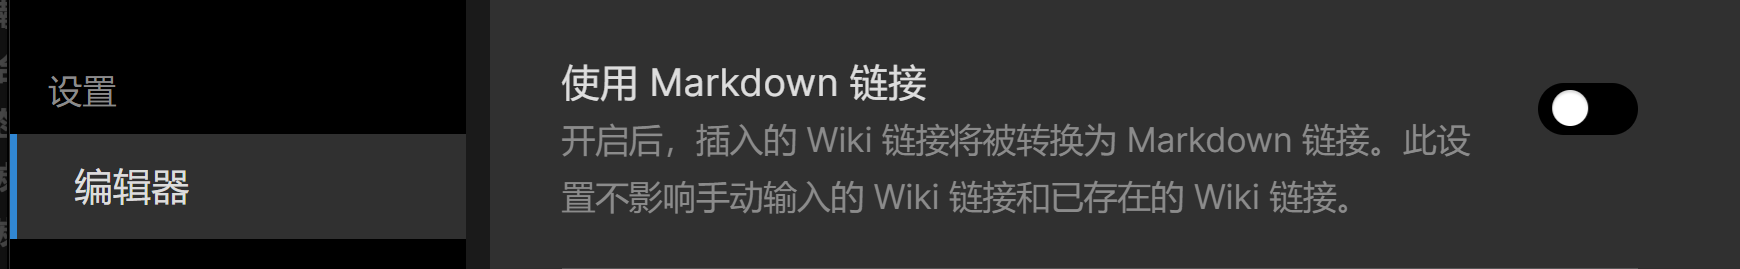 设置
编辑器
使用 Markdown 链接
开启后，插入的 Wiki 链接将被转换为 Markdown 链接。此设
置不影响手动输入的 Wiki 链接和已存在的 Wiki 链接。